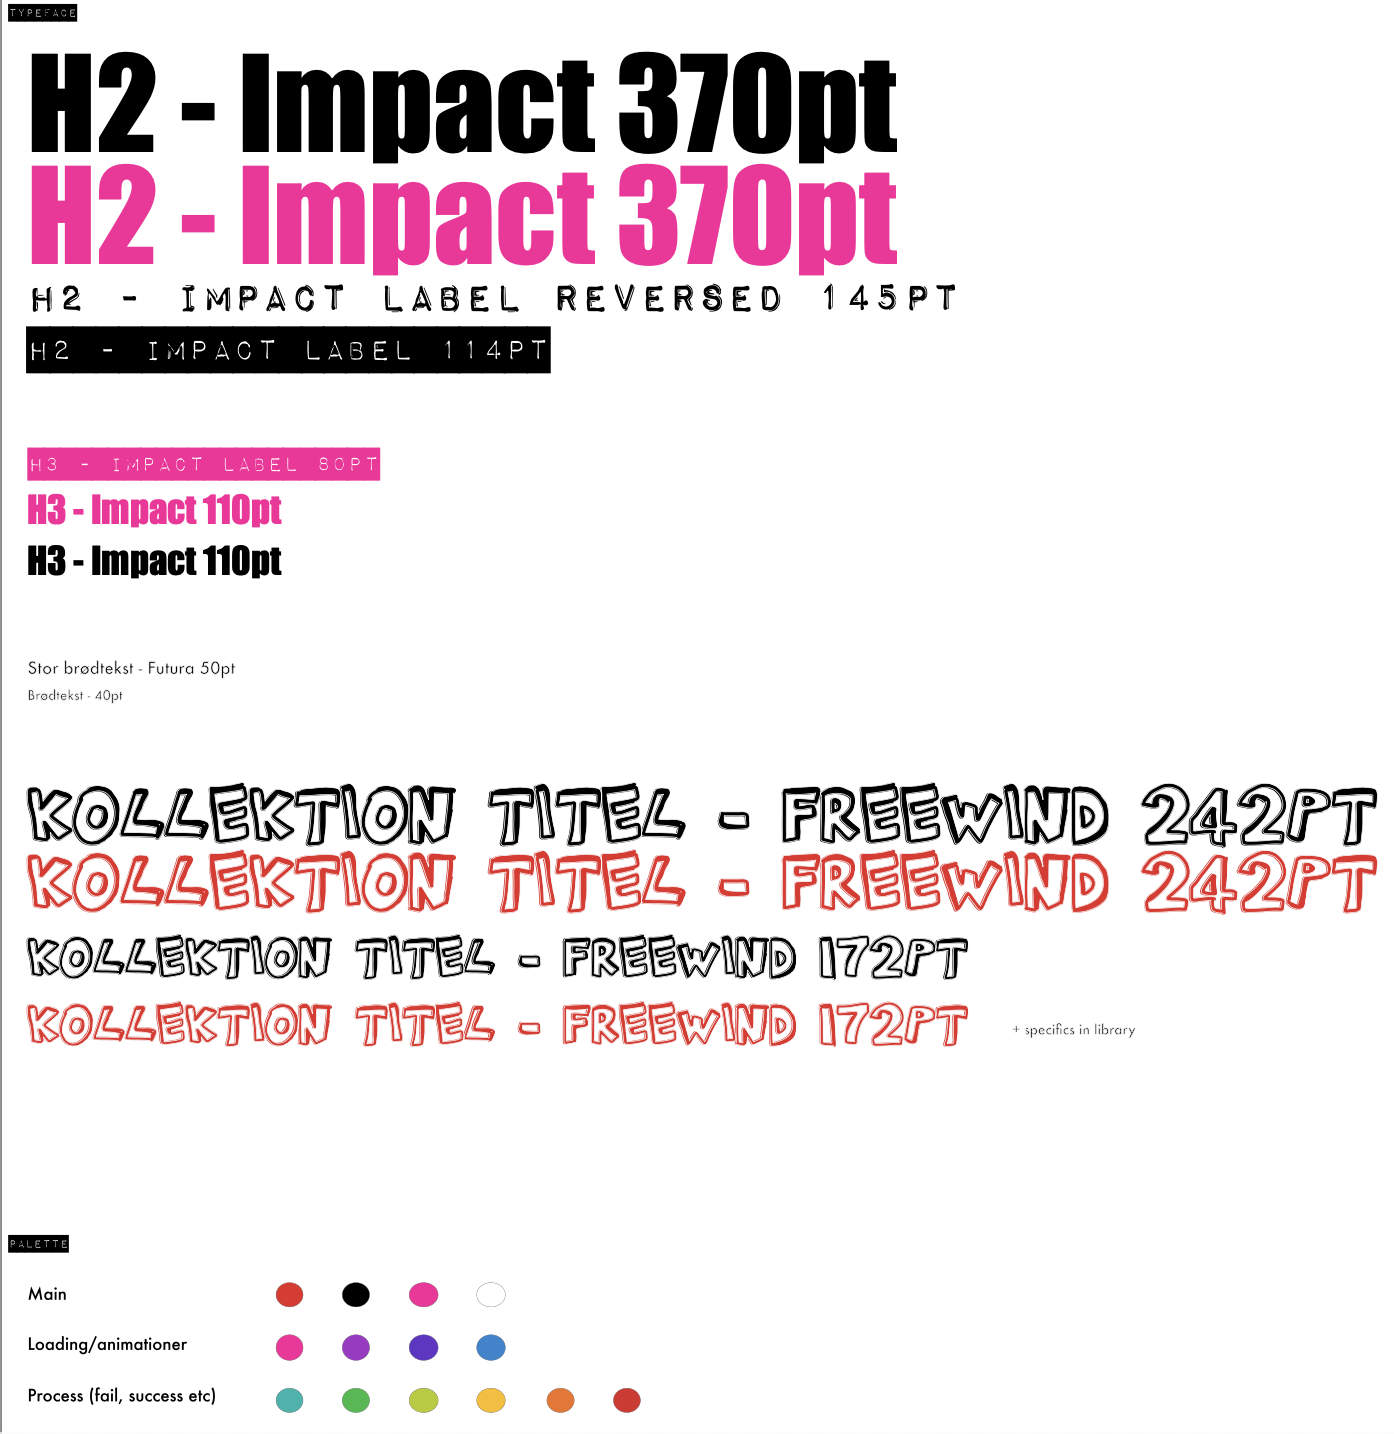 TYPEFACE
H2 - Impact 370pt
H2 - Impact 370pt
H2 - IMPACT LABEL REVERSED 145PT
H2 - IMPACT LABEL 114PT
H3 - IMPACT LABEL 80PT
H3 - Impact 110pt
H3 - Impact 110pt
Stor brødtekst - Futura 50pt
Brødtekst - 40pt
KOLLEKTION TITEL - FREEWIND 242PT
KOLLEKTION TITEL - FREEWIND 242PT
KOLLEKTION TITEL - FREEWIND 172PT
KOLLEKTION TITEL - FREEWIND 172PT
+ specifics in library
PALETTE
Main
Loading/animationer
Process (fail, success etc)